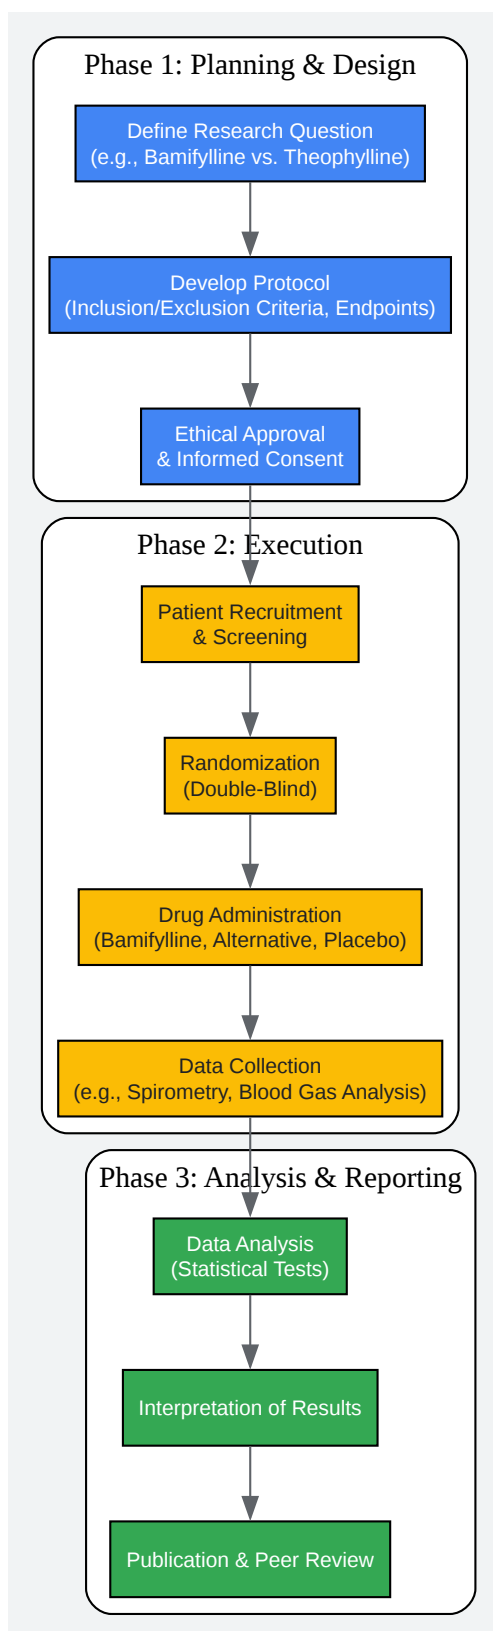 Phase 1: Planning & Design
Define Research Question
(e.g., Bamifylline vs. Theophylline)
Develop Protocol
(Inclusion/Exclusion Criteria, Endpoints)
Ethical Approval
& Informed Consent
Phase 2: Execution
Patient Recruitment
& Screening
Randomization
(Double-Blind)
Drug Administration
(Bamifylline, Alternative, Placebo)
Data Collection
(e.g., Spirometry, Blood Gas Analysis)
Phase 3: Analysis & Reporting
Data Analysis
(Statistical Tests)
Interpretation of Results
Publication & Peer Review